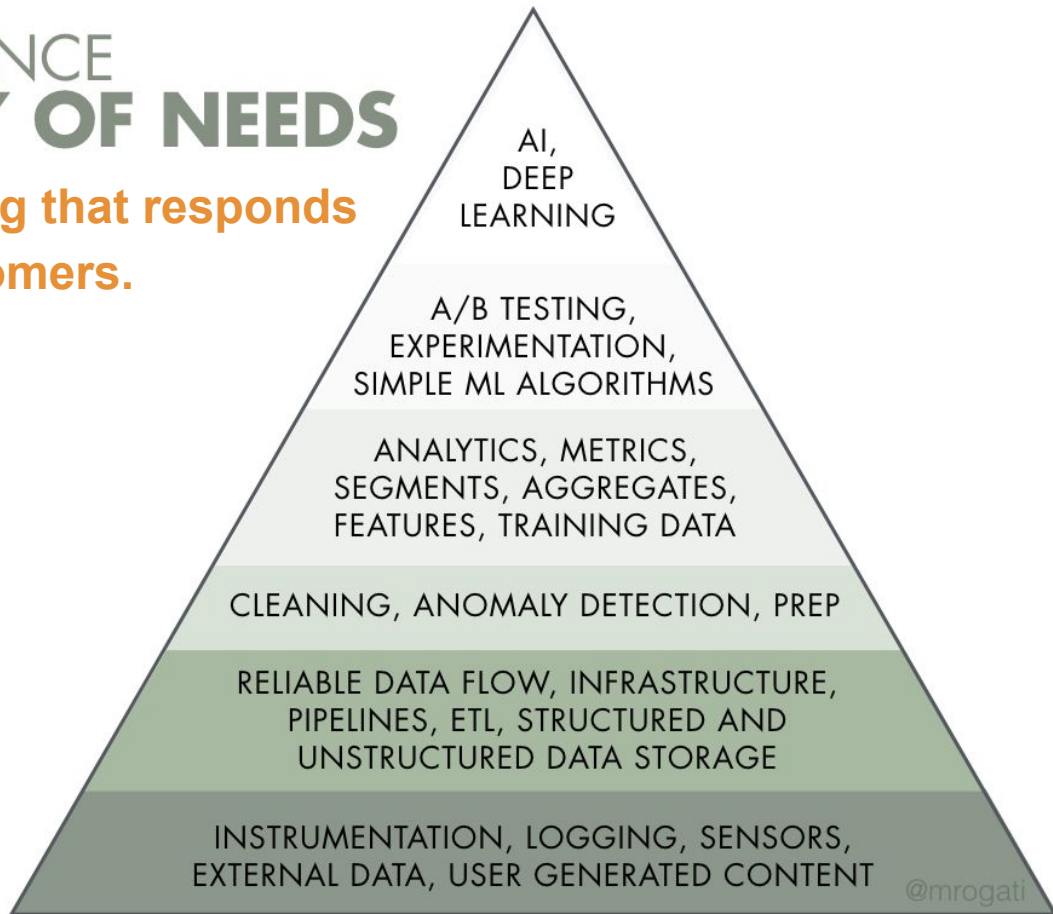 NCE
OF NEEDS
that responds
AI,
DEEP
LEARNING
A/B TESTING,
EXPERIMENTATION,
SIMPLE ML ALGORITHMS
ANALYTICS, METRICS,
SEGMENTS, AGGREGATES,
FEATURES, TRAINING DATA
CLEANING, ANOMALY DETECTION, PREP
RELIABLE DATA FLOW, INFRASTRUCTURE,
PIPELINES, ETL, STRUCTURED AND
UNSTRUCTURED DATA STORAGE
INSTRUMENTATION, LOGGING, SENSORS,
EXTERNAL DATA, USER GENERATED CONTENT
@mrogati